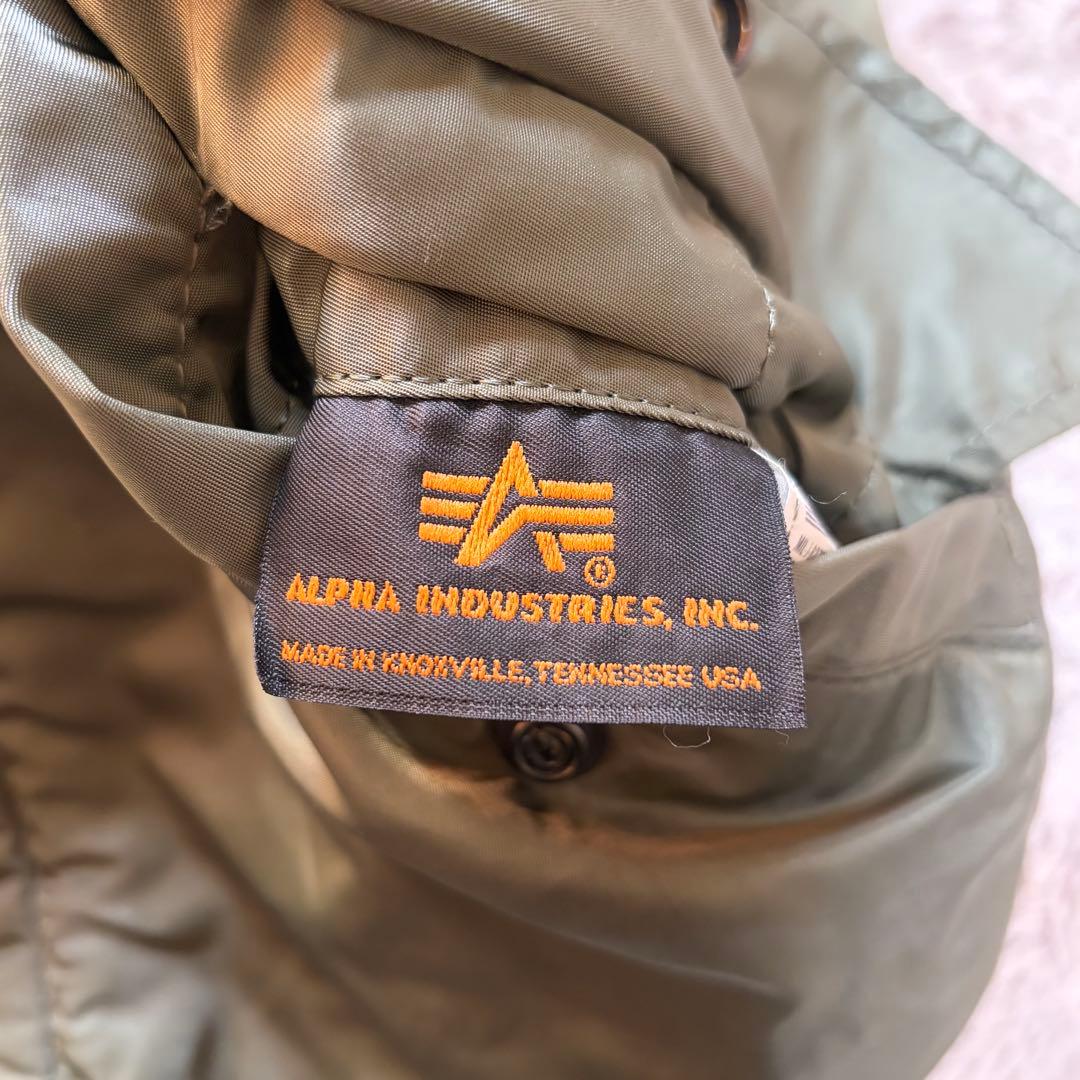 ®
ALPHA INDUSTRIES, INC.
MADE IN KNOXVILLE, TENNESSEE USA